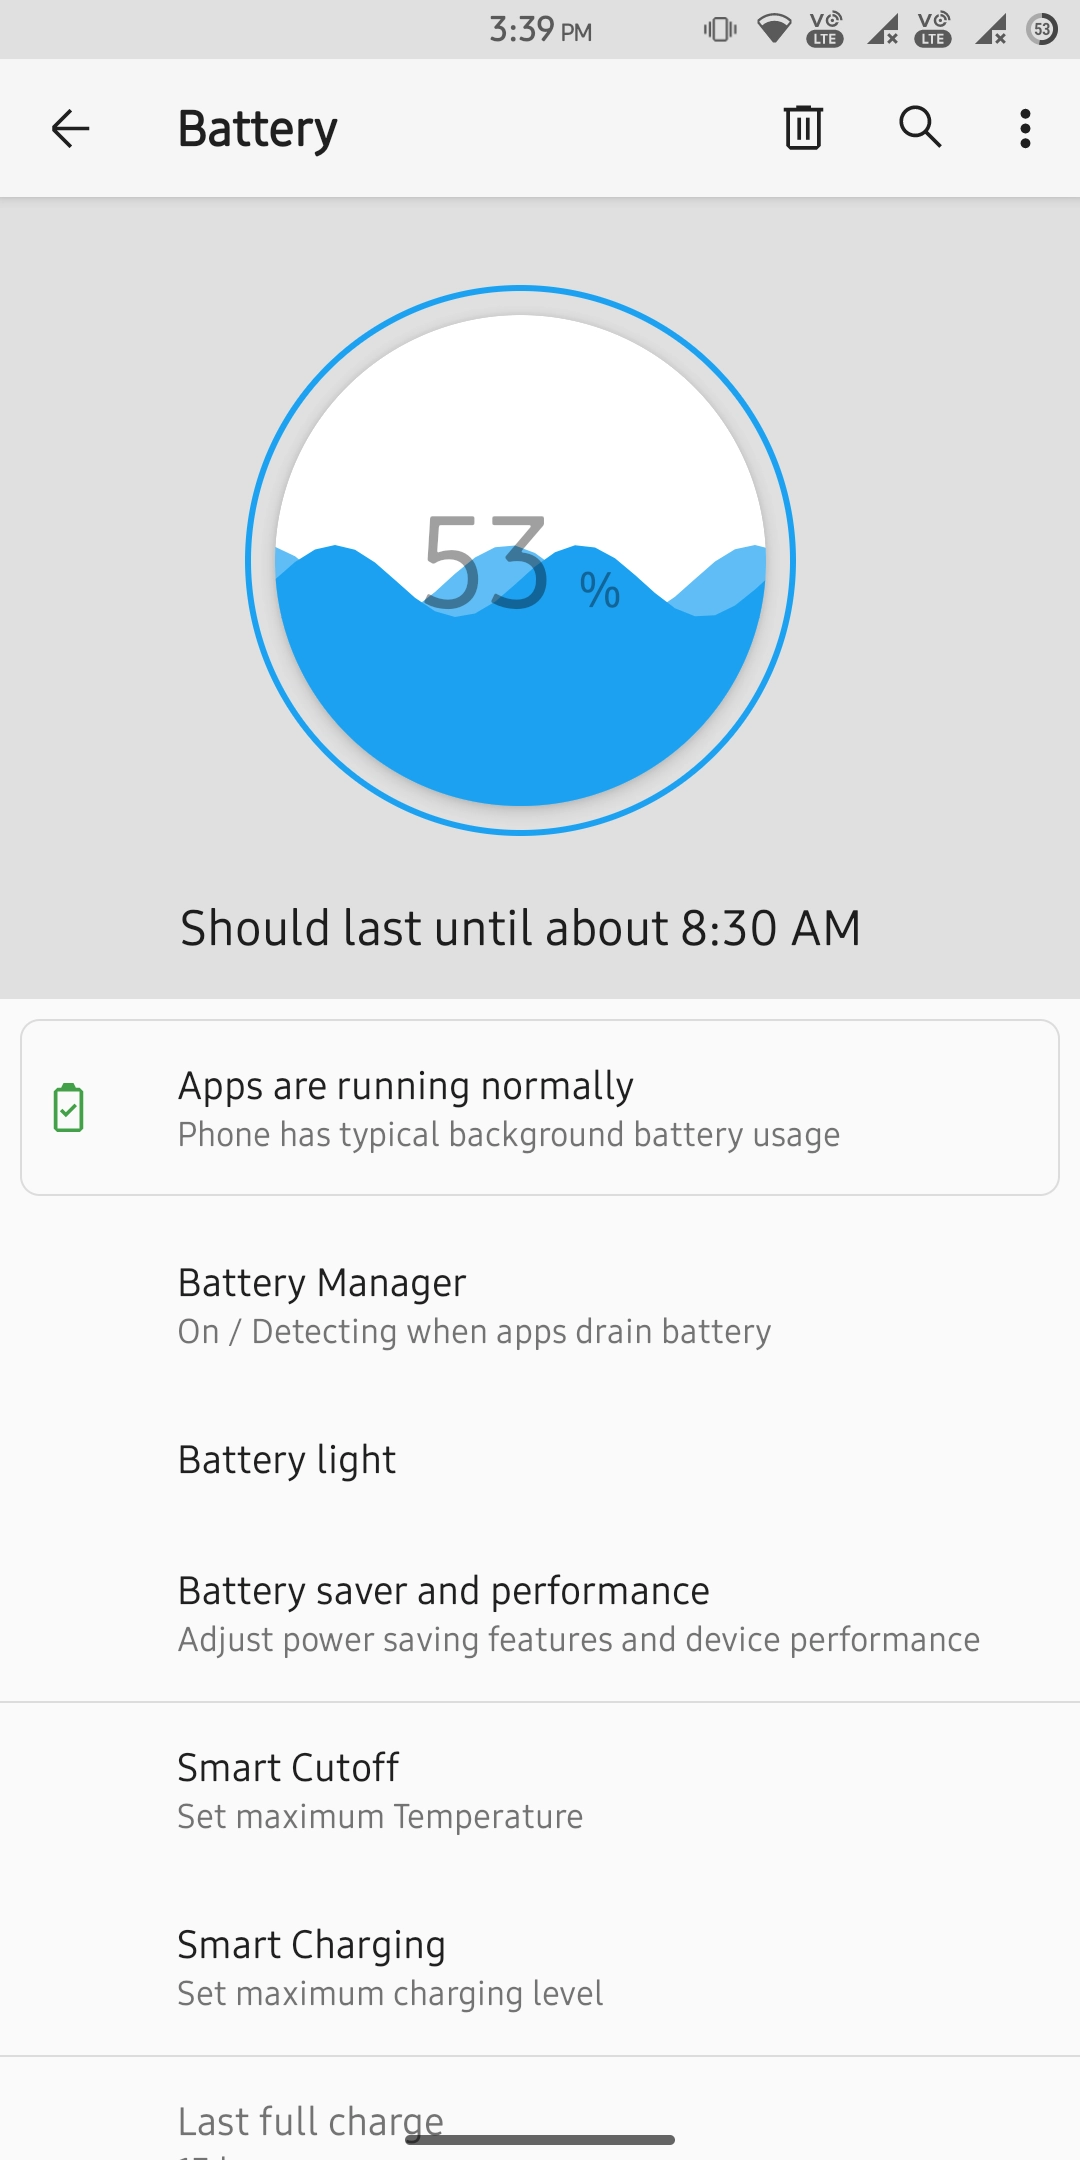 3:39 PM
VO LTE VO LTE 53
Battery
53 %
Should last until about 8:30 AM
Apps are running normally
Phone has typical background battery usage
Battery Manager
On / Detecting when apps drain battery
Battery light
Battery saver and performance
Adjust power saving features and device performance
Smart Cutoff
Set maximum Temperature
Smart Charging
Set maximum charging level
Last full charge